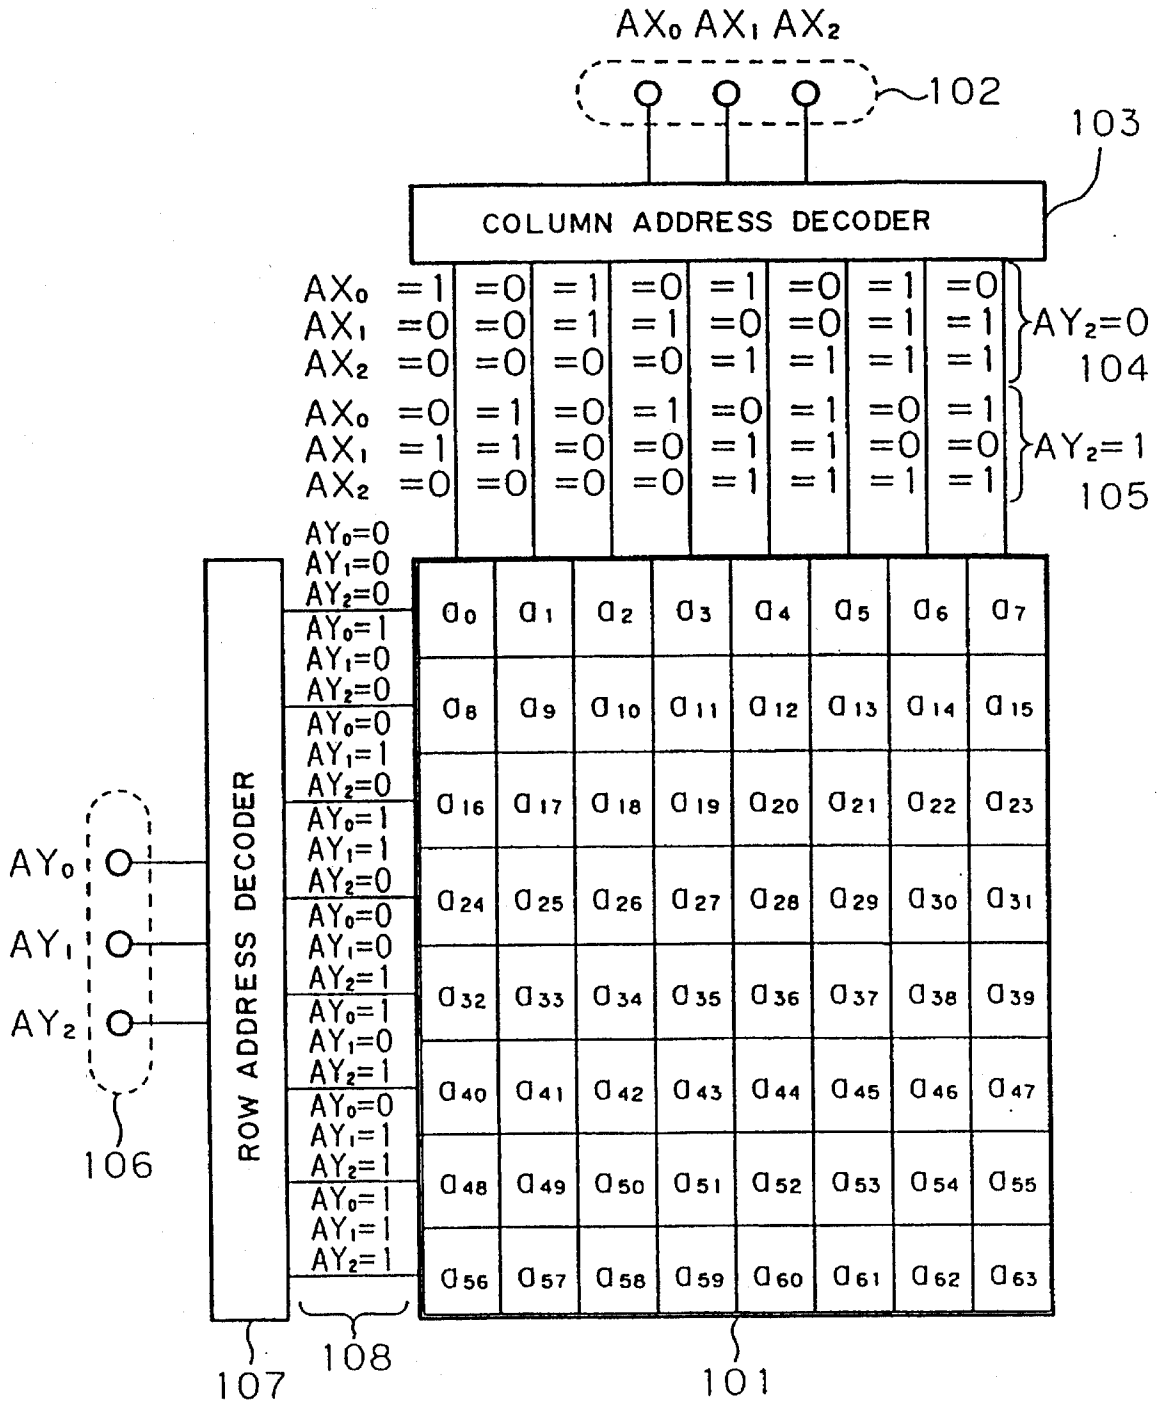 AX₀ AX₁ AX₂
102
103
COLUMN ADDRESS DECODER
AX₀ =1 =0 =1 =0 =1 =0 =1 =0
AX₁ =0 =0 =1 =1 =0 =0 =1 =1
AX₂ =0 =0 =0 =0 =1 =1 =1 =1
AY₂=0
104
AX₀ =0 =1 =0 =1 =0 =1 =0 =1
AX₁ =1 =1 =0 =0 =1 =1 =0 =0
AX₂ =0 =0 =0 =0 =1 =1 =1 =1
AY₂=1
105
AY₀=0
AY₁=0
AY₂=0
AY₀=1
AY₁=0
AY₂=0
AY₀=0
AY₁=1
AY₂=0
AY₀=1
AY₁=1
AY₂=0
AY₀=0
AY₁=0
AY₂=1
AY₀=1
AY₁=0
AY₂=1
AY₀=0
AY₁=1
AY₂=1
AY₀=1
AY₁=1
AY₂=1
a₀ a₁ a₂ a₃ a₄ a₅ a₆ a₇
a₈ a₉ a₁₀ a₁₁ a₁₂ a₁₃ a₁₄ a₁₅
a₁₆ a₁₇ a₁₈ a₁₉ a₂₀ a₂₁ a₂₂ a₂₃
a₂₄ a₂₅ a₂₆ a₂₇ a₂₈ a₂₉ a₃₀ a₃₁
a₃₂ a₃₃ a₃₄ a₃₅ a₃₆ a₃₇ a₃₈ a₃₉
a₄₀ a₄₁ a₄₂ a₄₃ a₄₄ a₄₅ a₄₆ a₄₇
a₄₈ a₄₉ a₅₀ a₅₁ a₅₂ a₅₃ a₅₄ a₅₅
a₅₆ a₅₇ a₅₈ a₅₉ a₆₀ a₆₁ a₆₂ a₆₃
ROW ADDRESS DECODER
AY₀
AY₁
AY₂
106
107
108
101